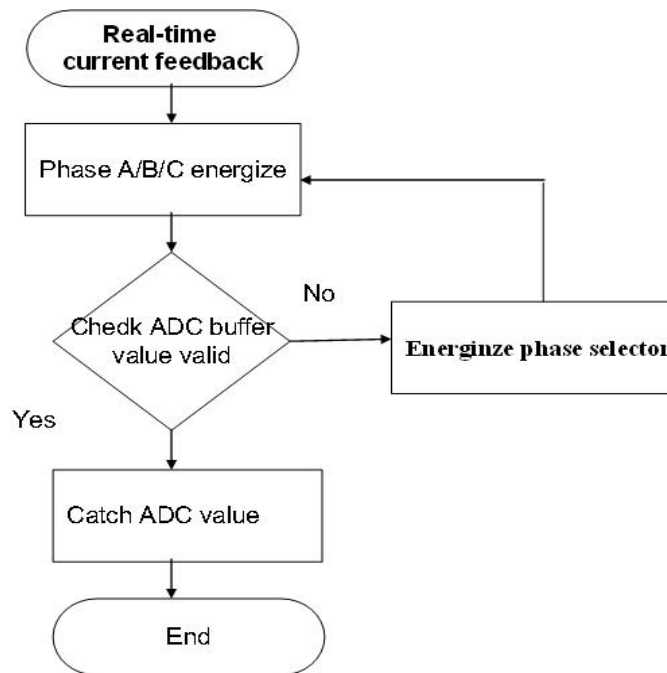 Real-time
current feedback
Phase A/B/C energize
No
Chedk ADC buffer
value valid
Energinze phase selector
Yes
Catch ADC value
End